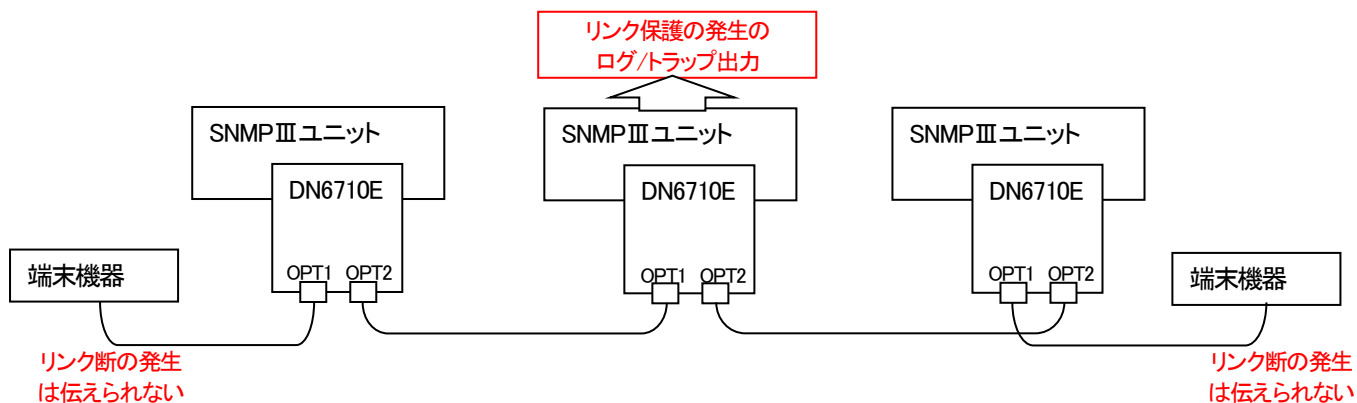 リンク保護の発生の
ログ/トラップ出力
SNMPⅢユニット
SNMPⅢユニット
SNMPⅢユニット
DN6710E
DN6710E
DN6710E
OPT1 OPT2
OPT1 OPT2
OPT1 OPT2
端末機器
端末機器
リンク断の発生
は伝えられない
リンク断の発生
は伝えられない